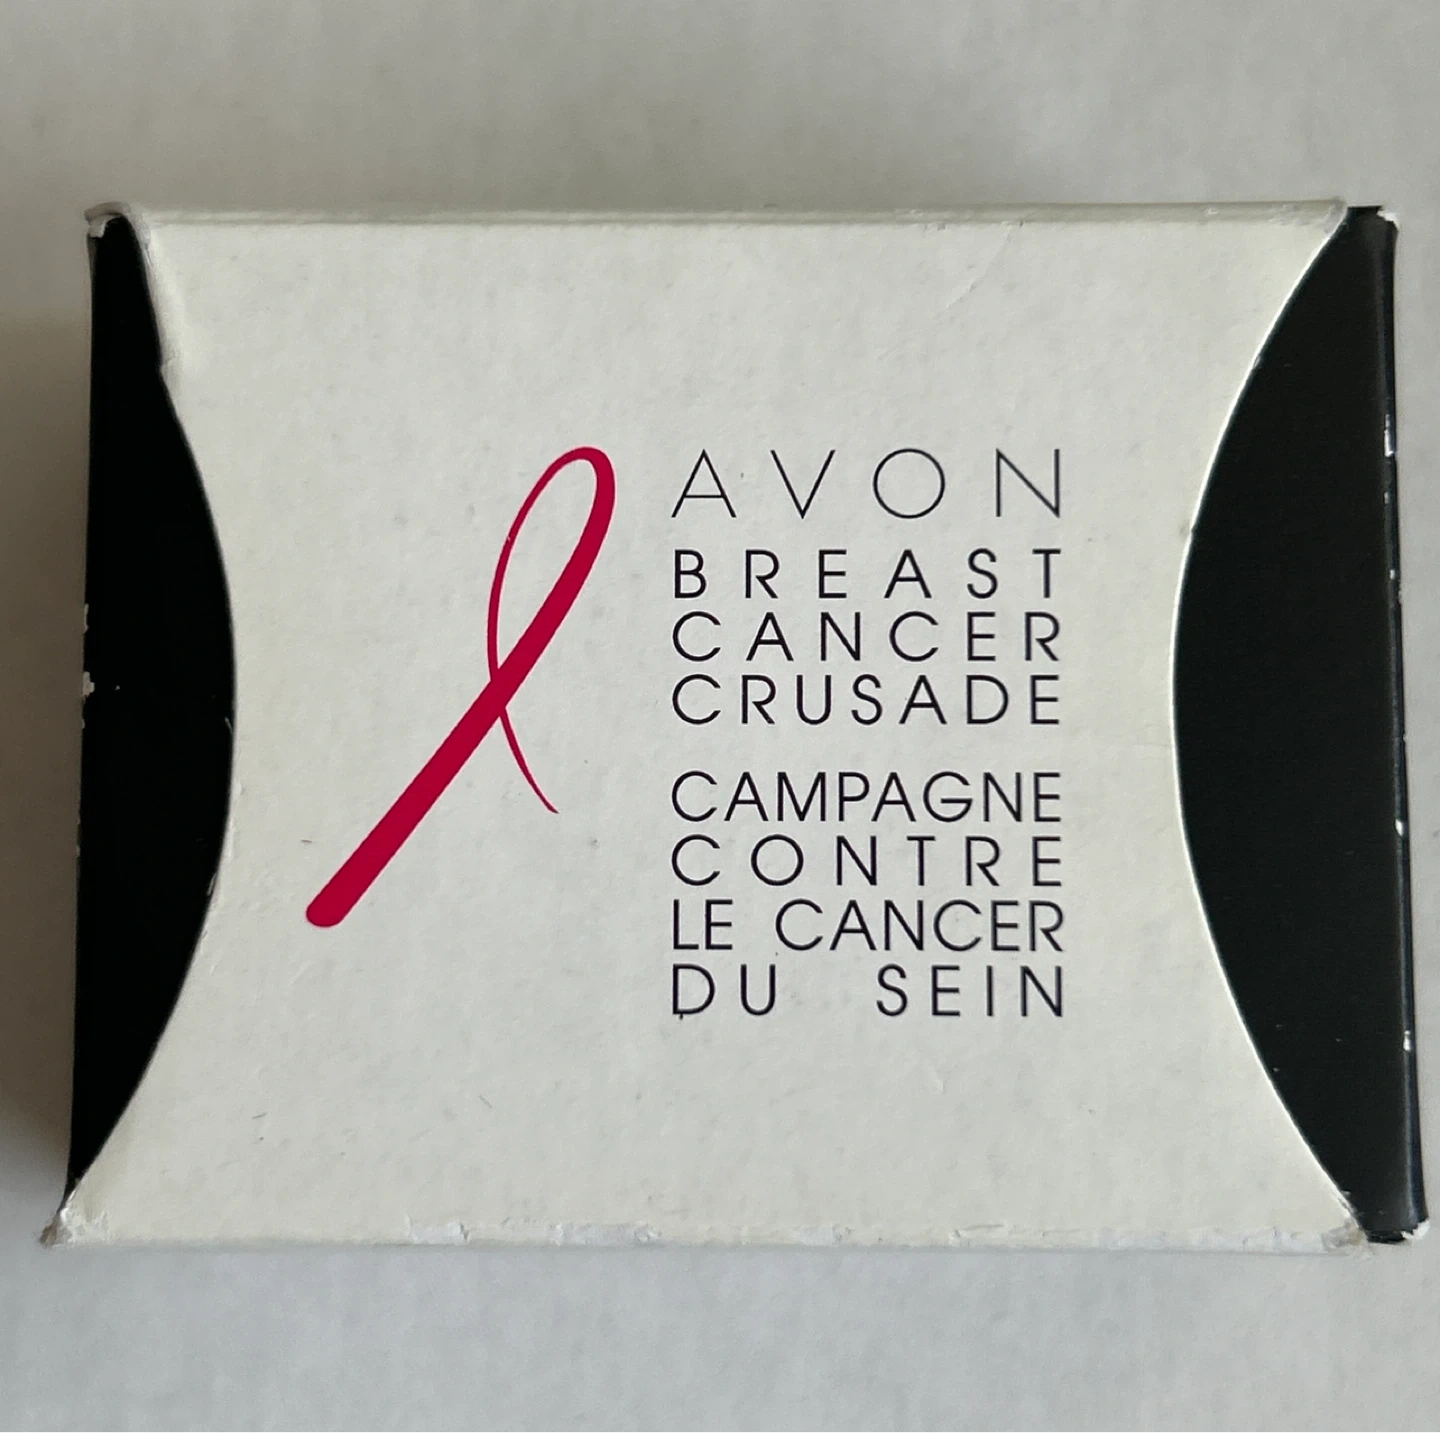 AVON
BREAST
CANCER
CRUSADE
CAMPAGNE
CONTRE
LE CANCER
DU SEIN